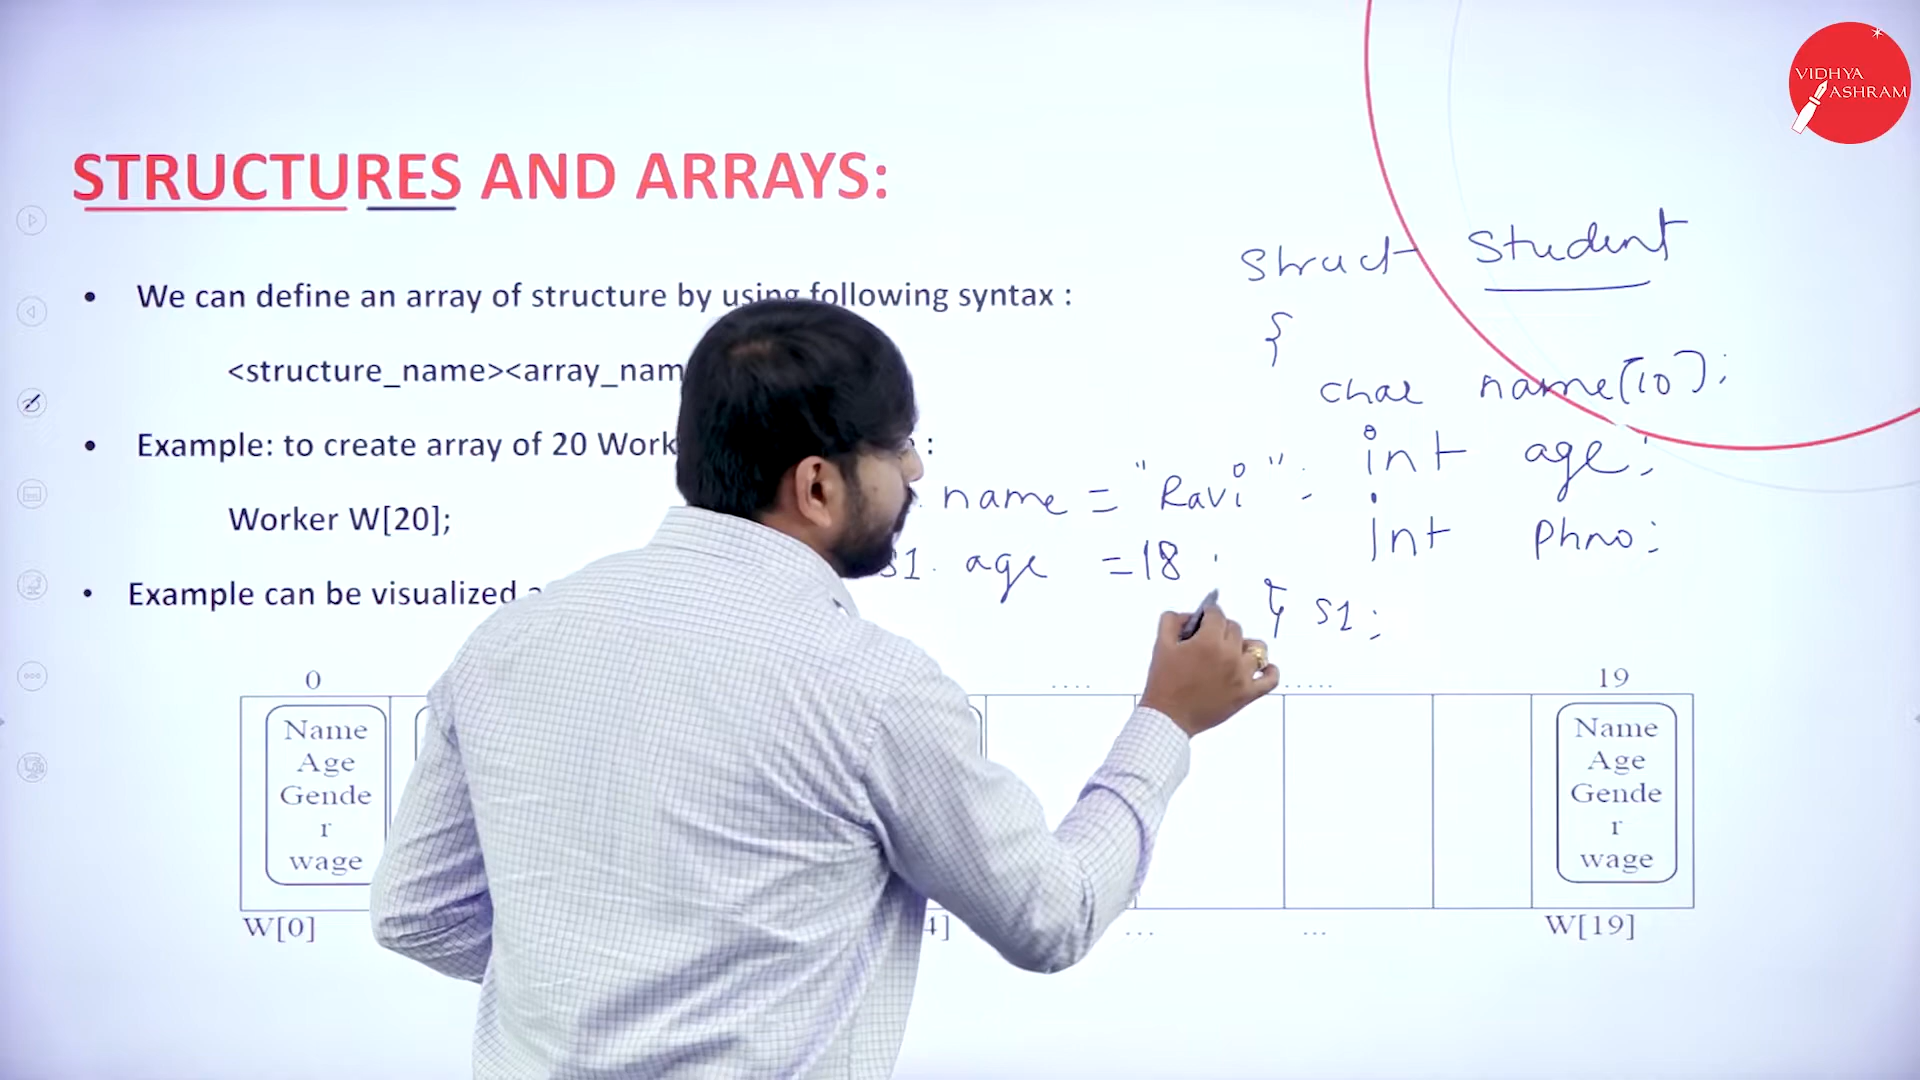 VIDHYA
ASHRAM
STRUCTURES AND ARRAYS:
• We can define an array of structure by using following syntax :
<structure_name><array_nam
• Example: to create array of 20 Work :
Worker W[20];
• Example can be visualized
struct Student
{
char name[10];
int age;
int Phno;
} S1;
name = "Ravi";
S1. age = 18;
0
19
Name
Age
Gende
r
wage
Name
Age
Gende
r
wage
W[0]
4]
... ...
W[19]